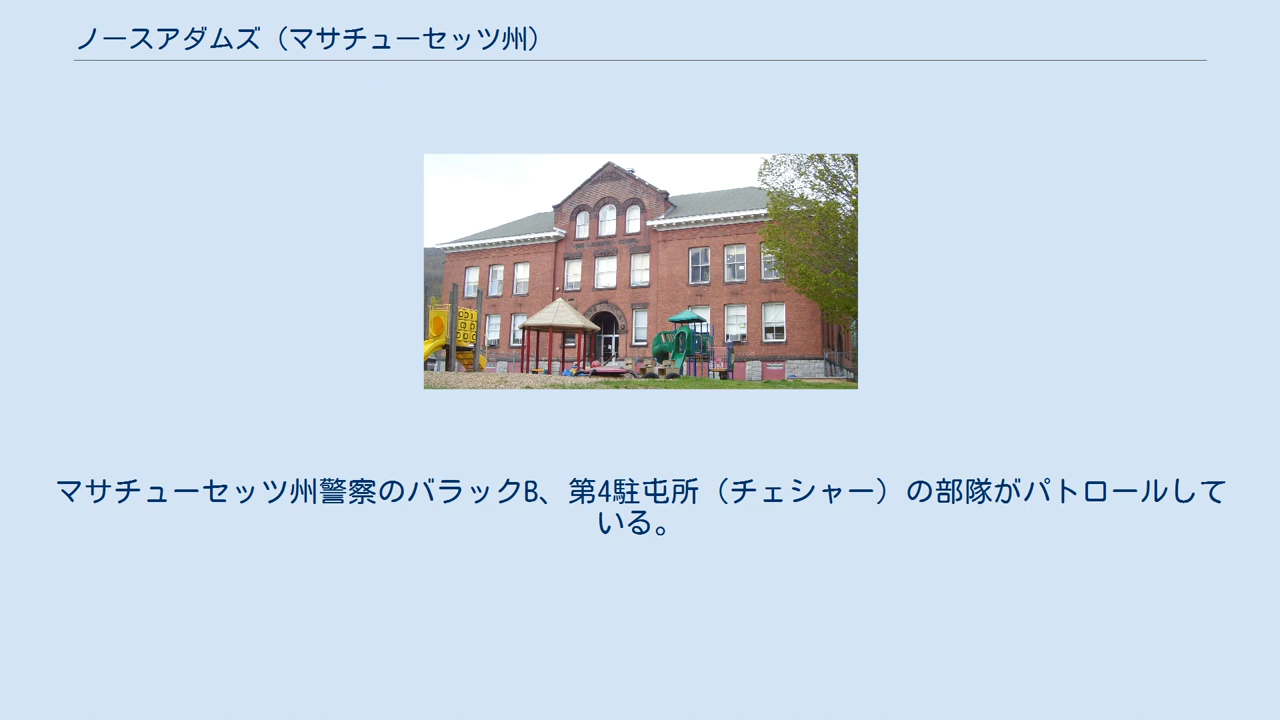 ノースアダムズ（マサチューセッツ州）
マサチューセッツ州警察のバラックB、第4駐屯所（チェシャー）の部隊がパトロールして
いる。